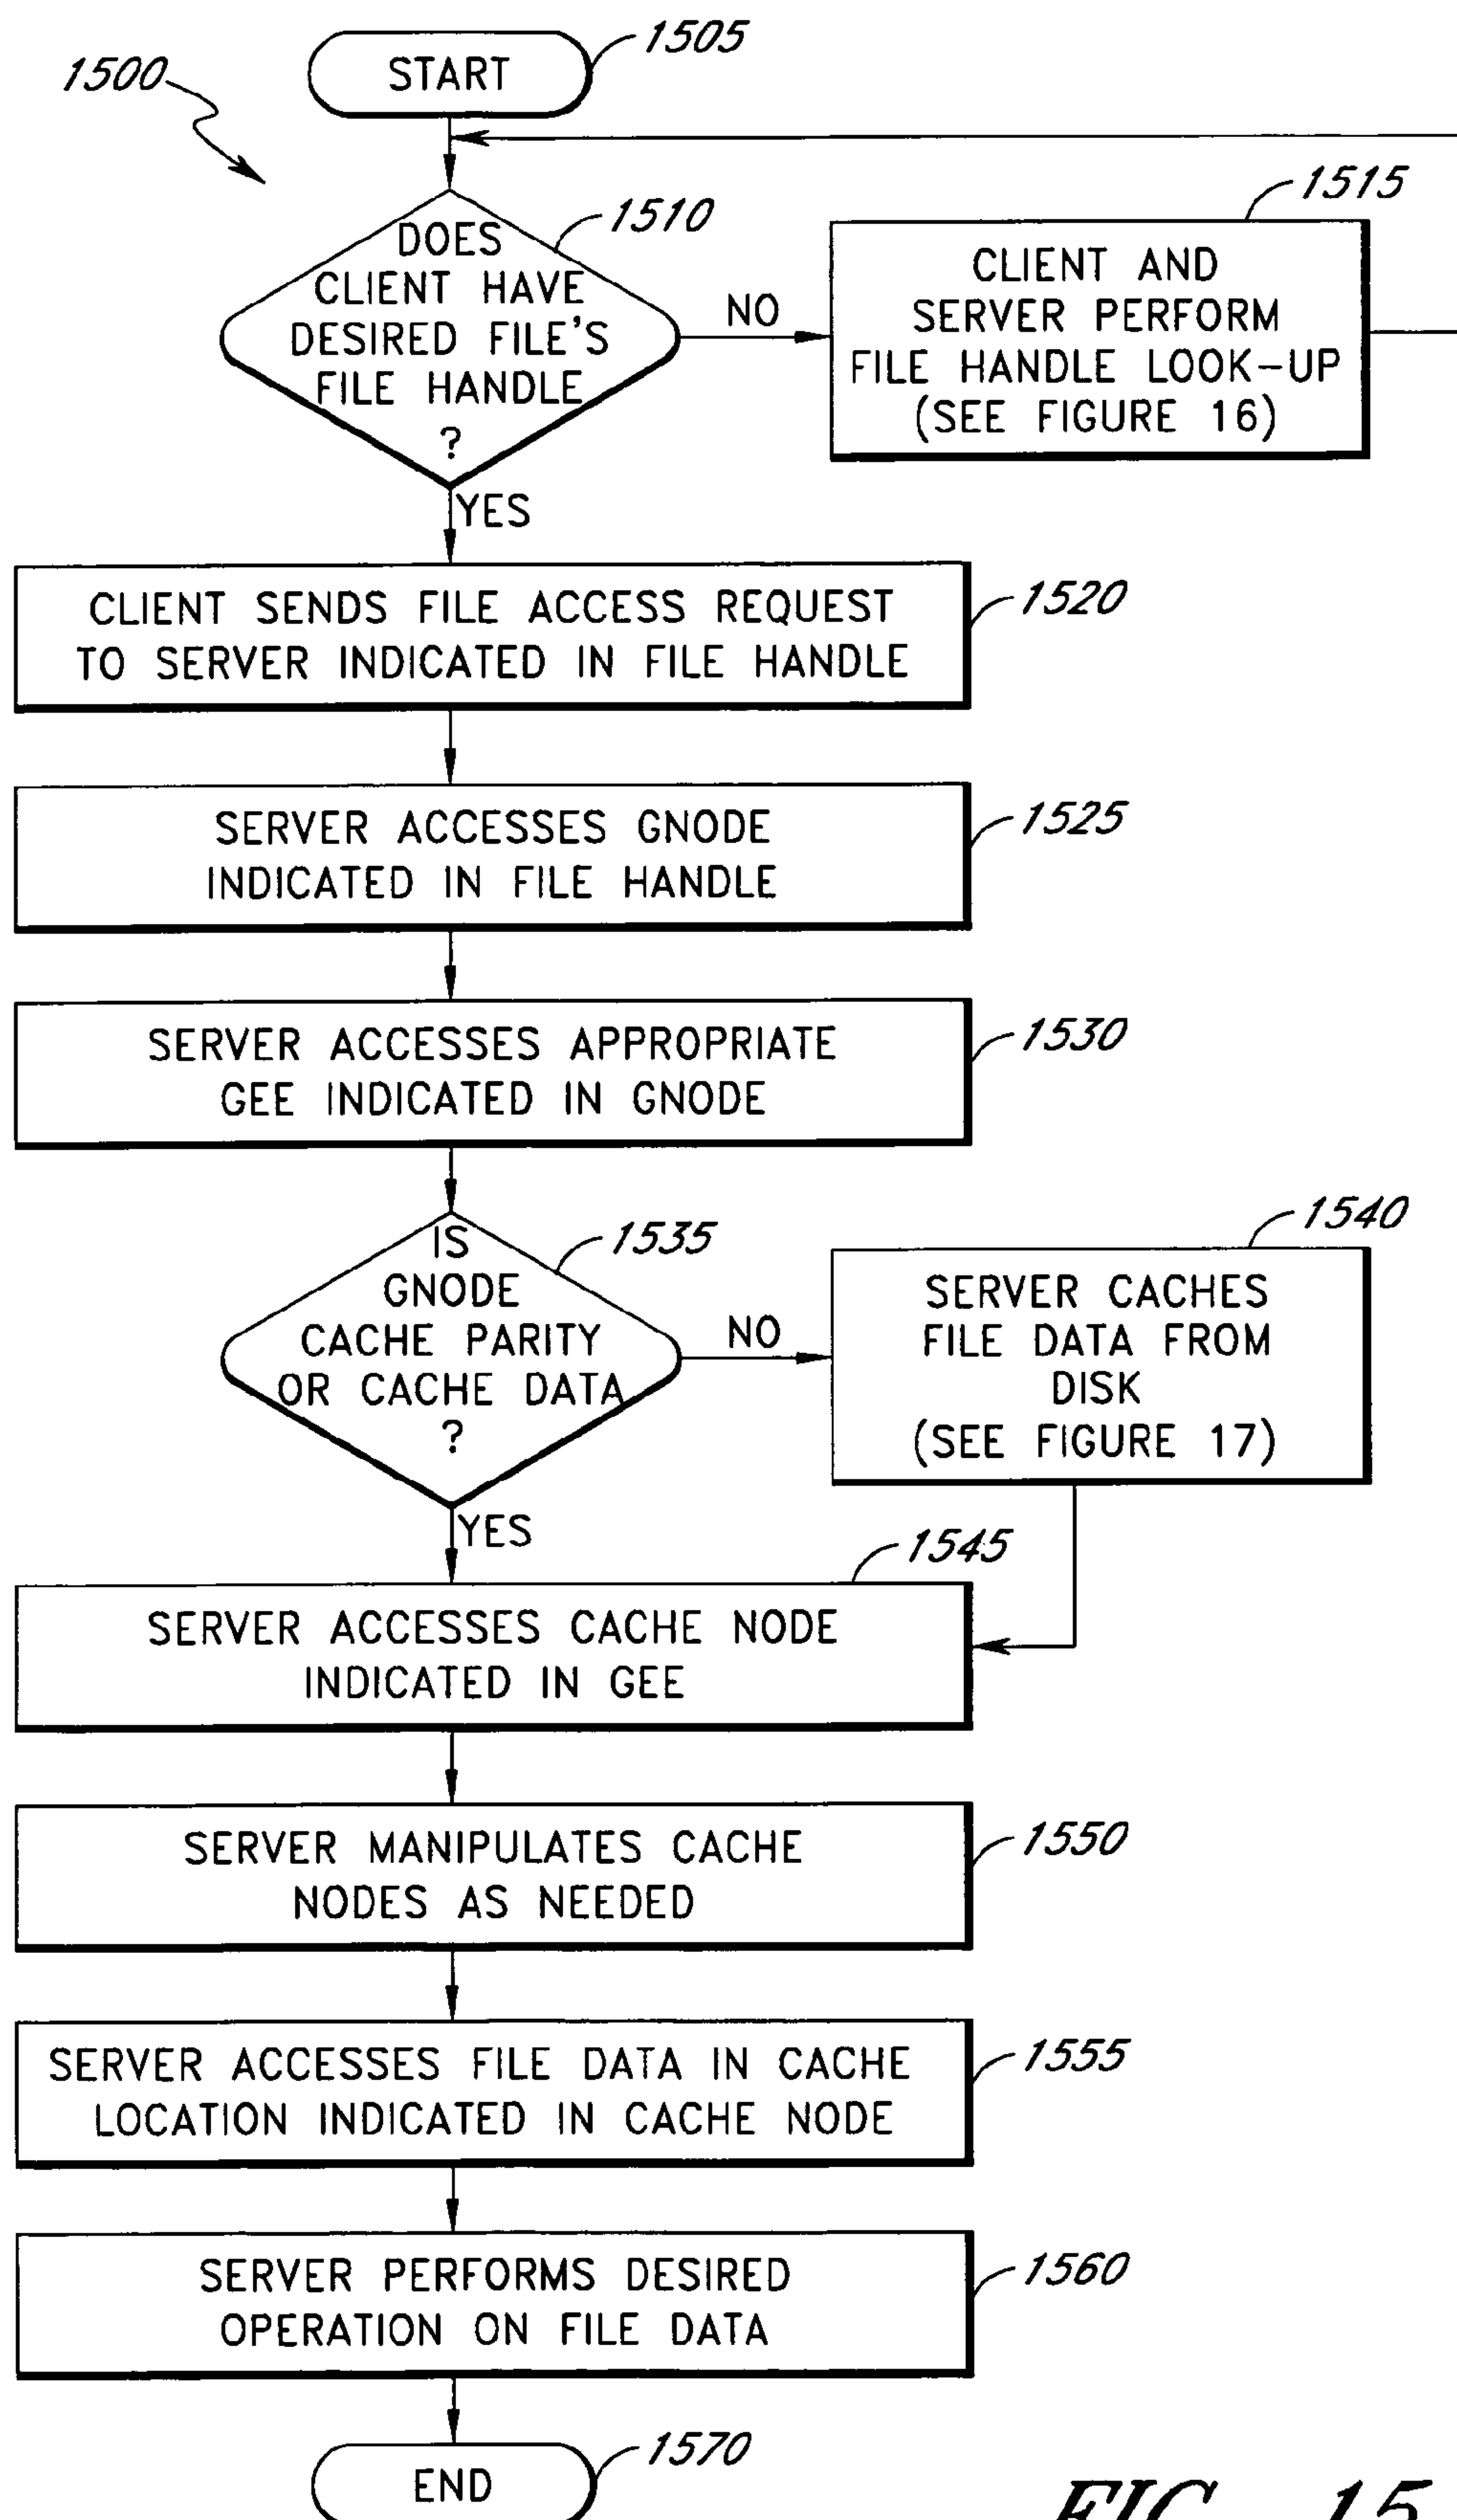 START
1505
1500
1510
DOES
CLIENT HAVE
DESIRED FILE'S
FILE HANDLE
?
NO
YES
1515
CLIENT AND
SERVER PERFORM
FILE HANDLE LOOK-UP
(SEE FIGURE 16)
CLIENT SENDS FILE ACCESS REQUEST
TO SERVER INDICATED IN FILE HANDLE
1520
SERVER ACCESSES GNODE
INDICATED IN FILE HANDLE
1525
SERVER ACCESSES APPROPRIATE
GEE INDICATED IN GNODE
1530
1535
IS
GNODE
CACHE PARITY
OR CACHE DATA
?
NO
YES
1540
SERVER CACHES
FILE DATA FROM
DISK
(SEE FIGURE 17)
1545
SERVER ACCESSES CACHE NODE
INDICATED IN GEE
SERVER MANIPULATES CACHE
NODES AS NEEDED
1550
SERVER ACCESSES FILE DATA IN CACHE
LOCATION INDICATED IN CACHE NODE
1555
SERVER PERFORMS DESIRED
OPERATION ON FILE DATA
1560
END
1570
FIG. 15